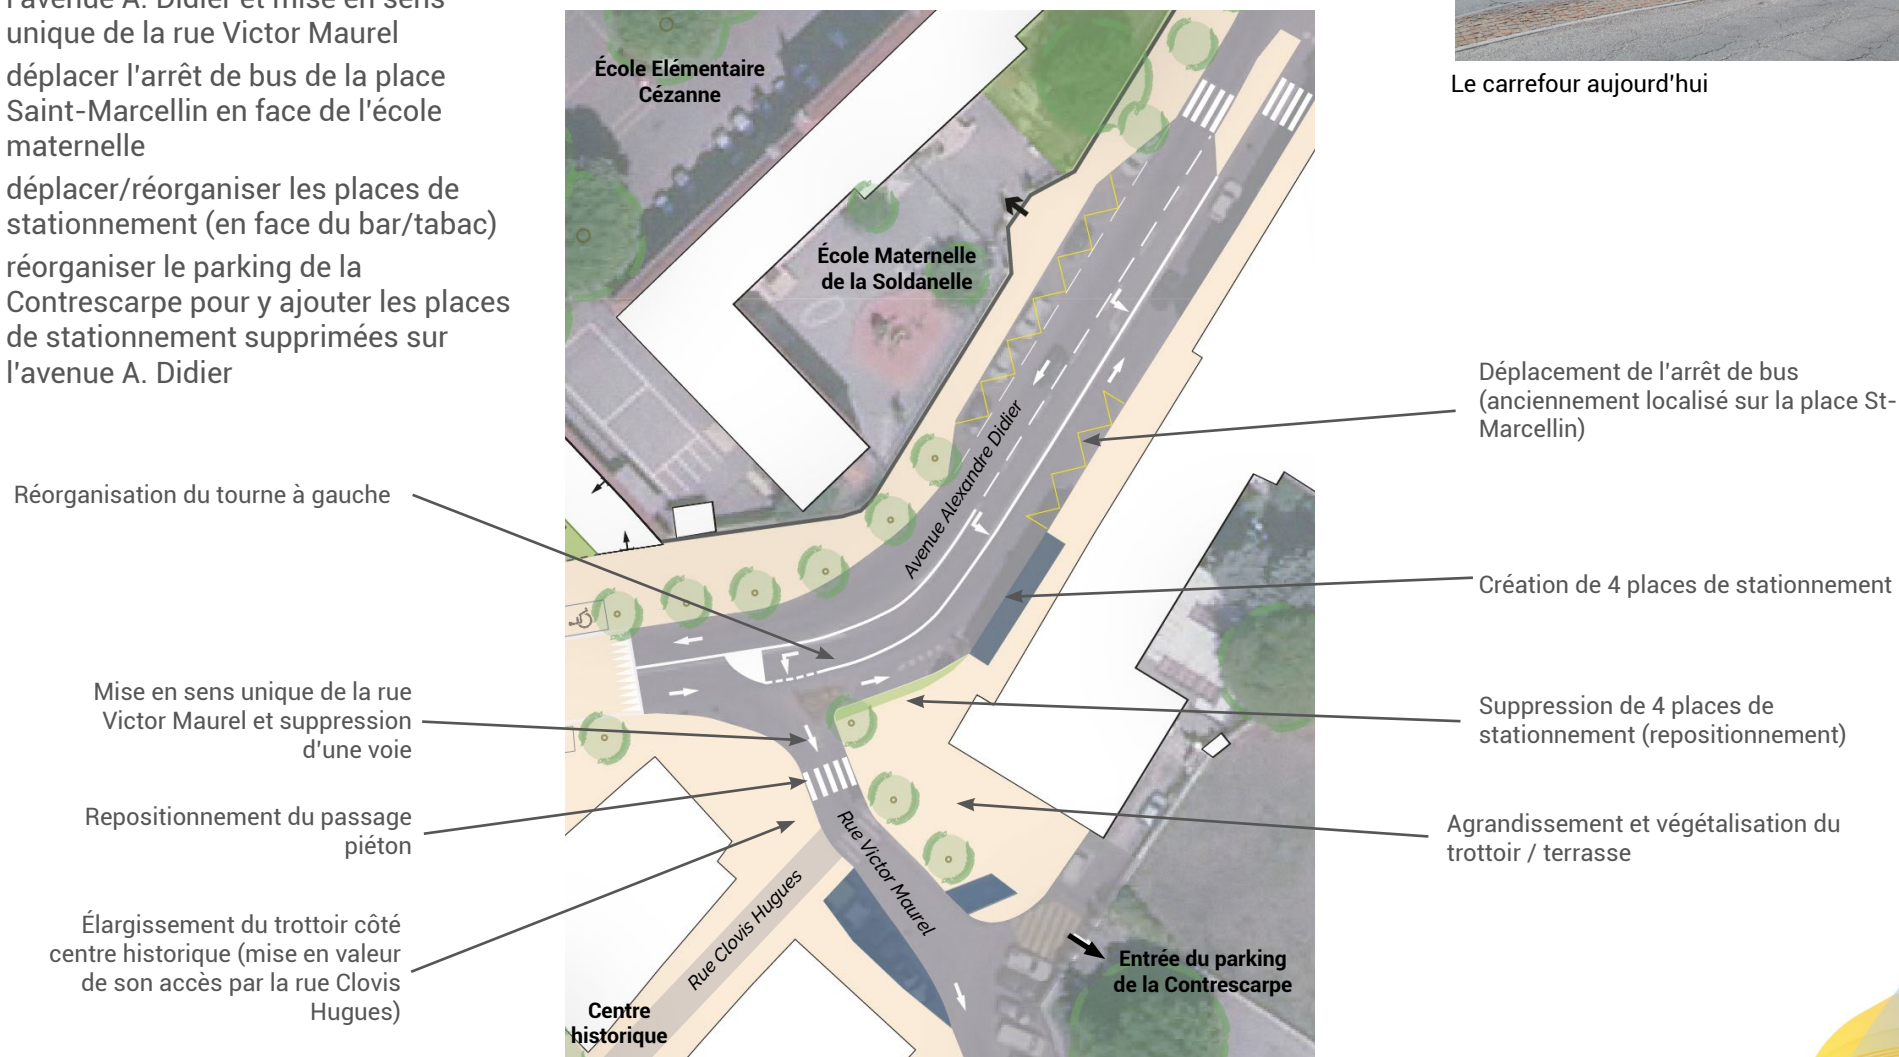 l'avenue A. Didier et mise en sens
unique de la rue Victor Maurel
déplacer l'arrêt de bus de la place
Saint-Marcellin en face de l'école
maternelle
déplacer/réorganiser les places de
stationnement (en face du bar/tabac)
réorganiser le parking de la
Contrescarpe pour y ajouter les places
de stationnement supprimées sur
l'avenue A. Didier
Réorganisation du tourne à gauche
Mise en sens unique de la rue
Victor Maurel et suppression
d'une voie
Repositionnement du passage
piéton
Élargissement du trottoir côté
centre historique (mise en valeur
de son accès par la rue Clovis
Hugues)
École Elémentaire
Cézanne
École Maternelle
de la Soldanelle
Avenue Alexandre Didier
Rue Victor Maurel
Rue Clovis Hugues
Centre
historique
Entrée du parking
de la Contrescarpe
Le carrefour aujourd'hui
Déplacement de l'arrêt de bus
(anciennement localisé sur la place St-
Marcellin)
Création de 4 places de stationnement
Suppression de 4 places de
stationnement (repositionnement)
Agrandissement et végétalisation du
trottoir / terrasse